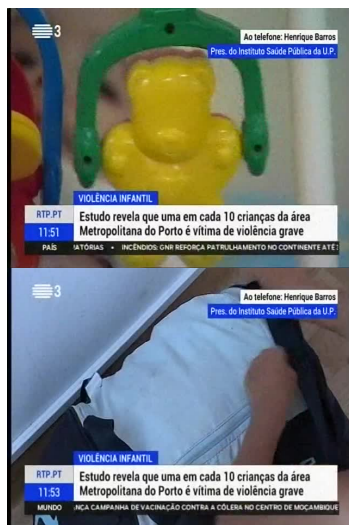 3
Ao telefone: Henrique Barros
Pres. do Instituto Saúde Pública da U.P.
VIOLÊNCIA INFANTIL
RTP.PT
Estudo revela que uma em cada 10 crianças da área
11:51
Metropolitana do Porto é vítima de violência grave
PAÍS
ATÓRIAS • INCÊNDIOS: GNR REFORÇA PATRULHAMENTO NO CONTINENTE ATÉ
3
Ao telefone: Henrique Barros
Pres. do Instituto Saúde Pública da U.P.
VIOLÊNCIA INFANTIL
RTP.PT
Estudo revela que uma em cada 10 crianças da área
11:53
Metropolitana do Porto é vítima de violência grave
MUNDO
NÇA CAMPANHA DE VACINAÇÃO CONTRA A CÓLERA NO CENTRO DE MOÇAMBIQUE